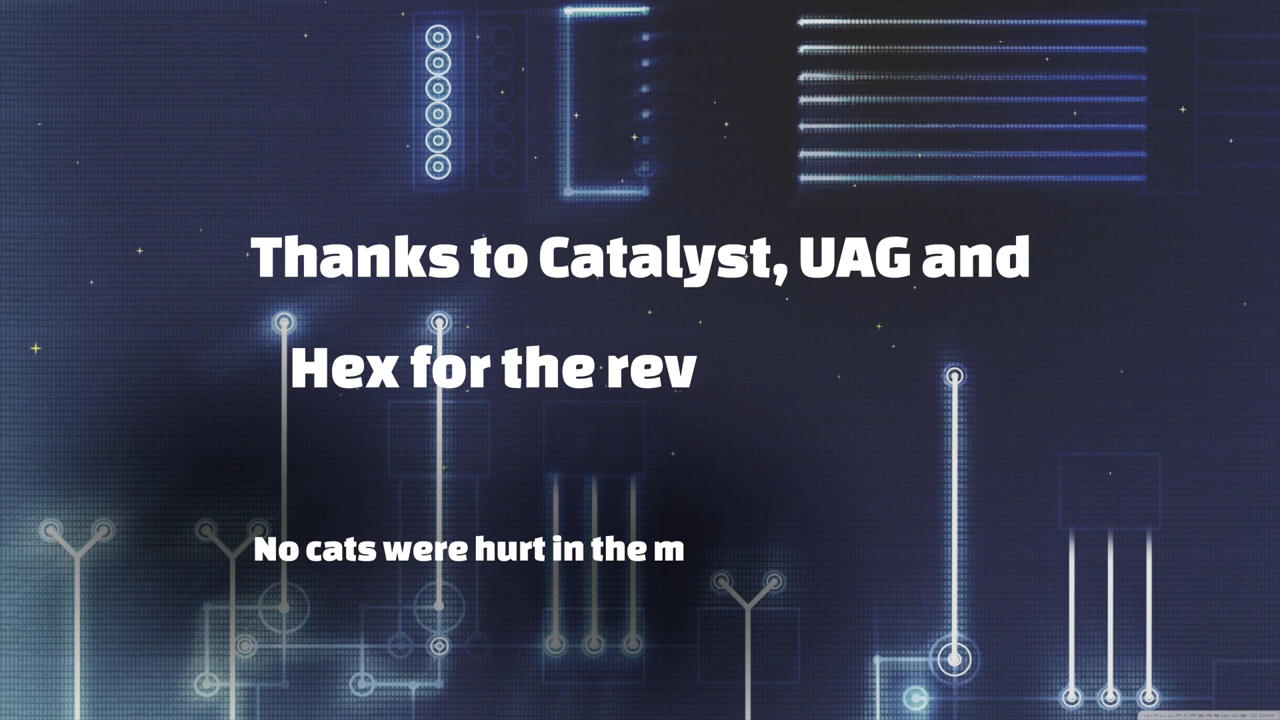 Thanks to Catalyst, UAG and
Hex for the rev
No cats were hurt in the m